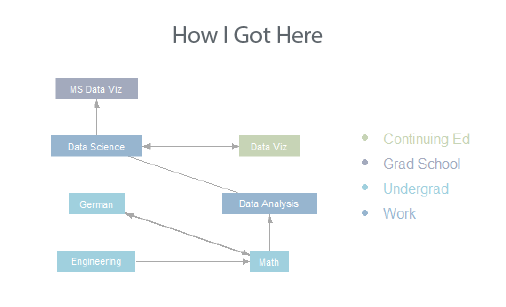 How I Got Here
MS Data Viz
Data Science
Data Viz
German
Data Analysis
Engineering
Math
Continuing Ed
Grad School
Undergrad
Work